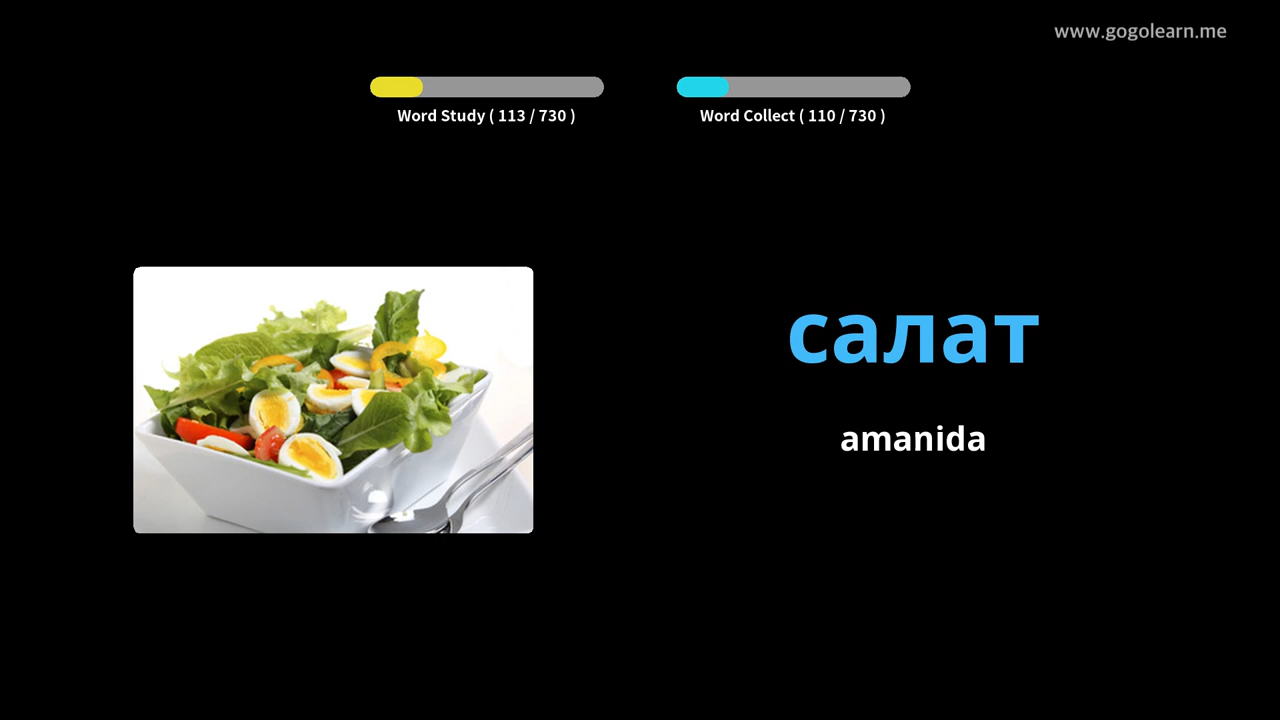 www.gogolearn.me
Word Study ( 113 / 730 )
Word Collect ( 110 / 730 )
салат
amanida